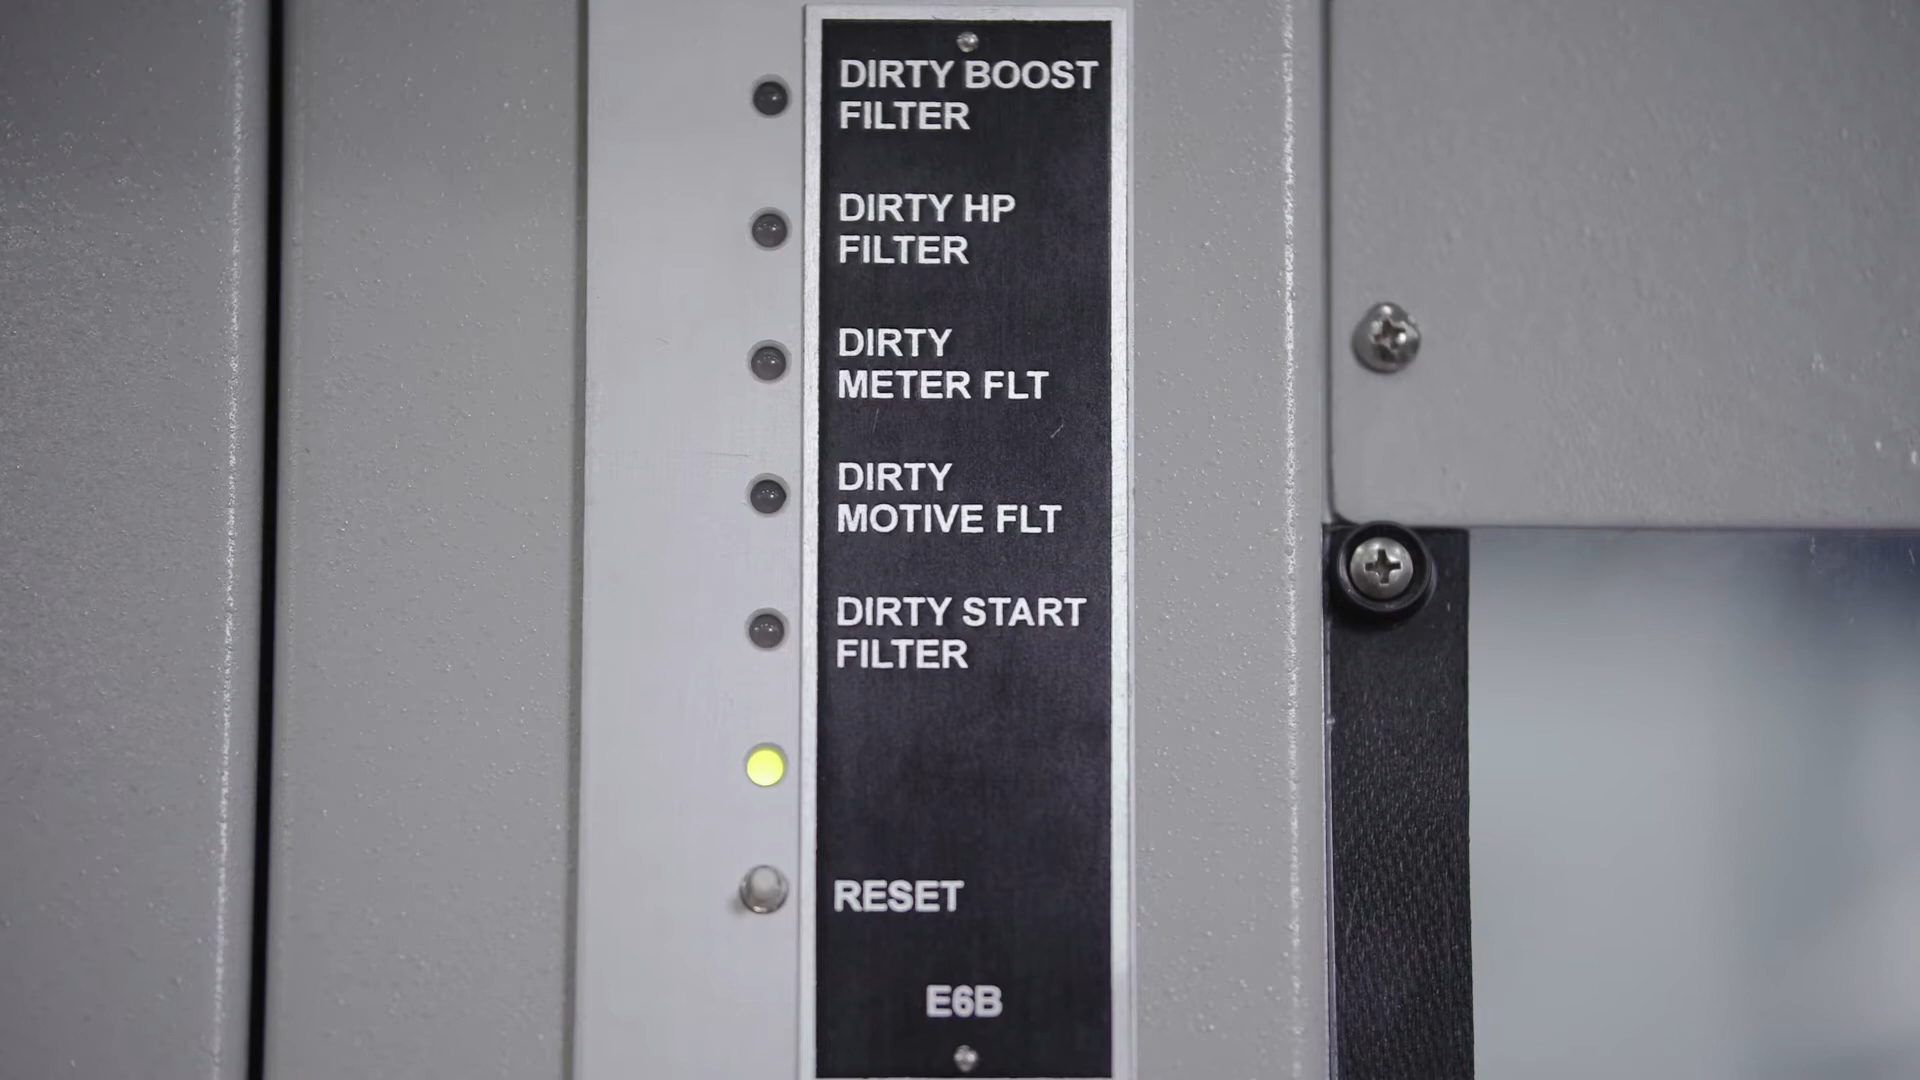 DIRTY BOOST
FILTER
DIRTY HP
FILTER
DIRTY
METER FLT
DIRTY
MOTIVE FLT
DIRTY START
FILTER
RESET
E6B